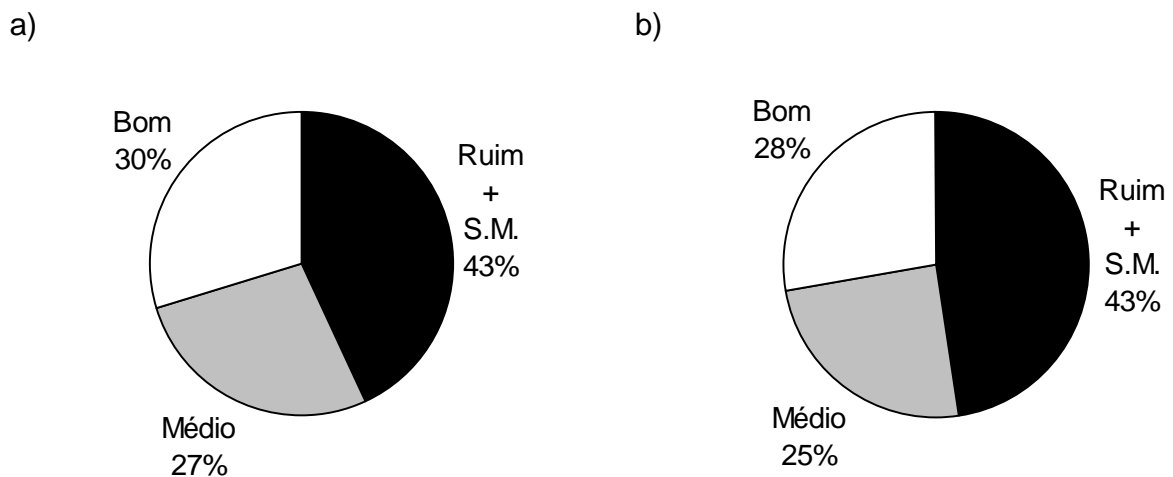 a)
Bom
30%
Ruim
+
S.M.
43%
Médio
27%
b)
Bom
28%
Ruim
+
S.M.
43%
Médio
25%